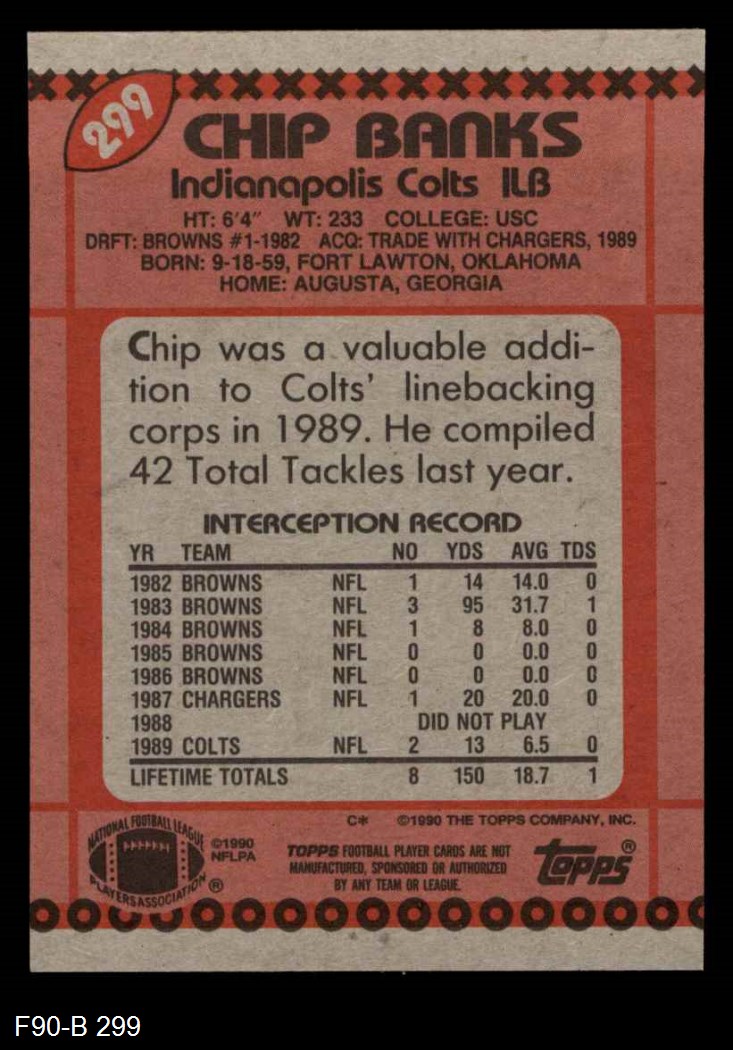 299
CHIP BANKS
Indianapolis Colts ILB
HT: 6'4" WT: 233 COLLEGE: USC
DRFT: BROWNS #1-1982 ACQ: TRADE WITH CHARGERS, 1989
BORN: 9-18-59, FORT LAWTON, OKLAHOMA
HOME: AUGUSTA, GEORGIA
Chip was a valuable addi-
tion to Colts' linebacking
corps in 1989. He compiled
42 Total Tackles last year.
INTERCEPTION RECORD
YR TEAM NO YDS AVG TDS
1982 BROWNS NFL 1 14 14.0 0
1983 BROWNS NFL 3 95 31.7 1
1984 BROWNS NFL 1 8 8.0 0
1985 BROWNS NFL 0 0 0.0 0
1986 BROWNS NFL 0 0 0.0 0
1987 CHARGERS NFL 1 20 20.0 0
1988 DID NOT PLAY
1989 COLTS NFL 2 13 6.5 0
LIFETIME TOTALS 8 150 18.7 1
C* ©1990 THE TOPPS COMPANY, INC.
NATIONAL FOOTBALL LEAGUE
PLAYERS ASSOCIATION ®
©1990
NFLPA
TOPPS FOOTBALL PLAYER CARDS ARE NOT
MANUFACTURED, SPONSORED OR AUTHORIZED
BY ANY TEAM OR LEAGUE.
topps®
F90-B 299